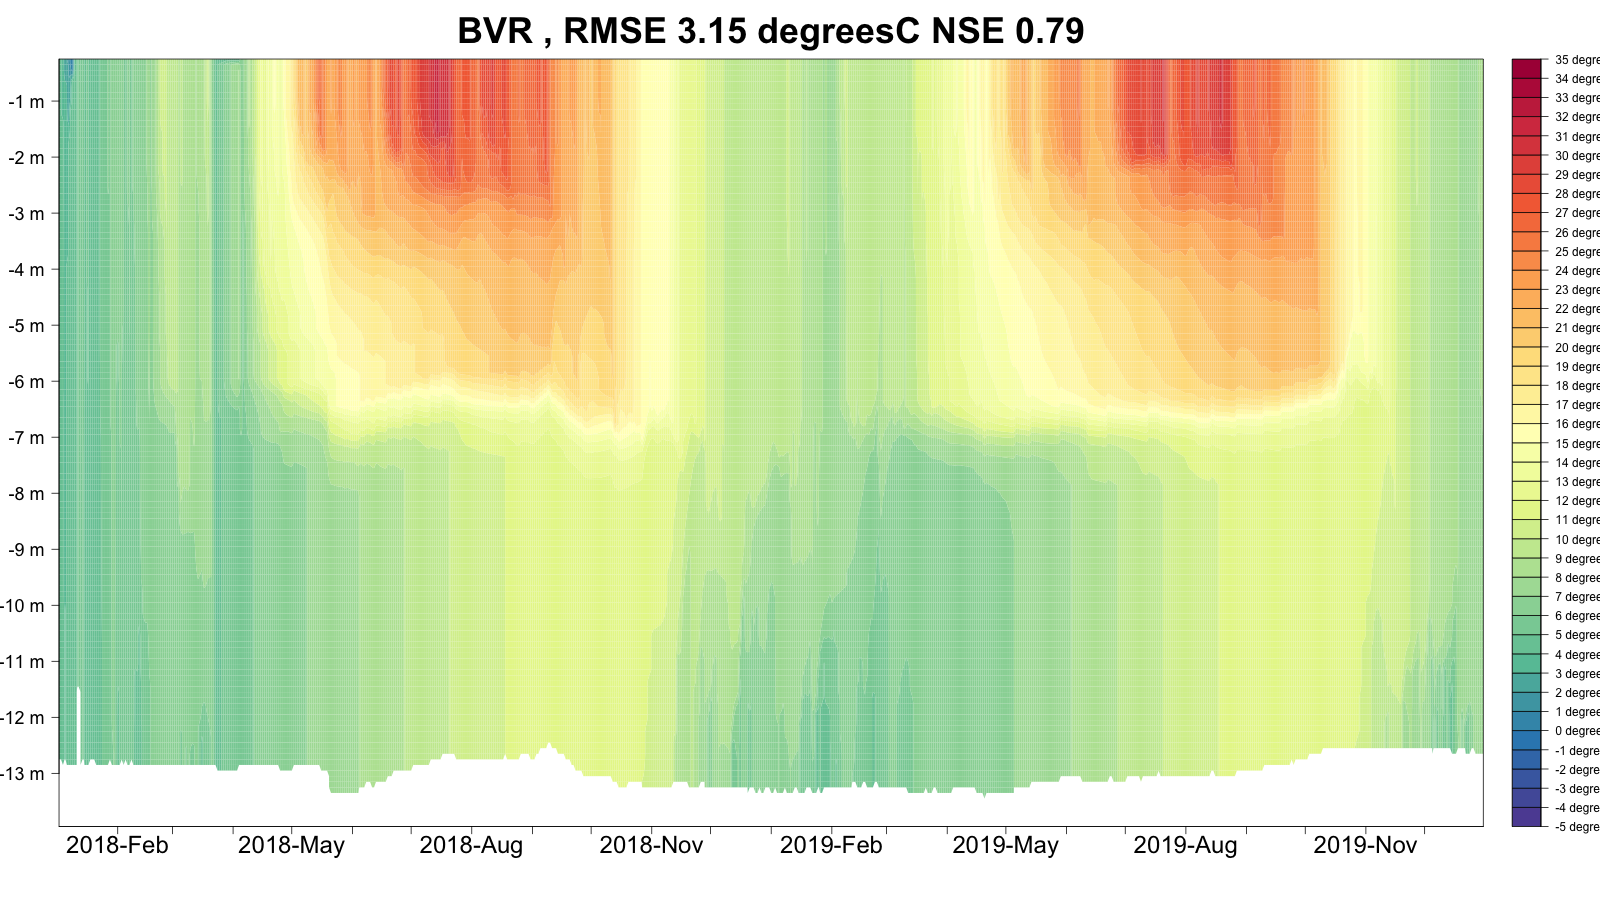 BVR , RMSE 3.15 degreesC NSE 0.79
-1 m
-2 m
-3 m
-4 m
-5 m
-6 m
-7 m
-8 m
-9 m
-10 m
-11 m
-12 m
-13 m
2018-Feb 2018-May 2018-Aug 2018-Nov 2019-Feb 2019-May 2019-Aug 2019-Nov
35 degre
34 degre
33 degre
32 degre
31 degre
30 degre
29 degre
28 degre
27 degre
26 degre
25 degre
24 degre
23 degre
22 degre
21 degre
20 degre
19 degre
18 degre
17 degre
16 degre
15 degre
14 degre
13 degre
12 degre
11 degre
10 degre
9 degree
8 degree
7 degree
6 degree
5 degree
4 degree
3 degree
2 degree
1 degree
0 degree
-1 degre
-2 degre
-3 degre
-4 degre
-5 degre